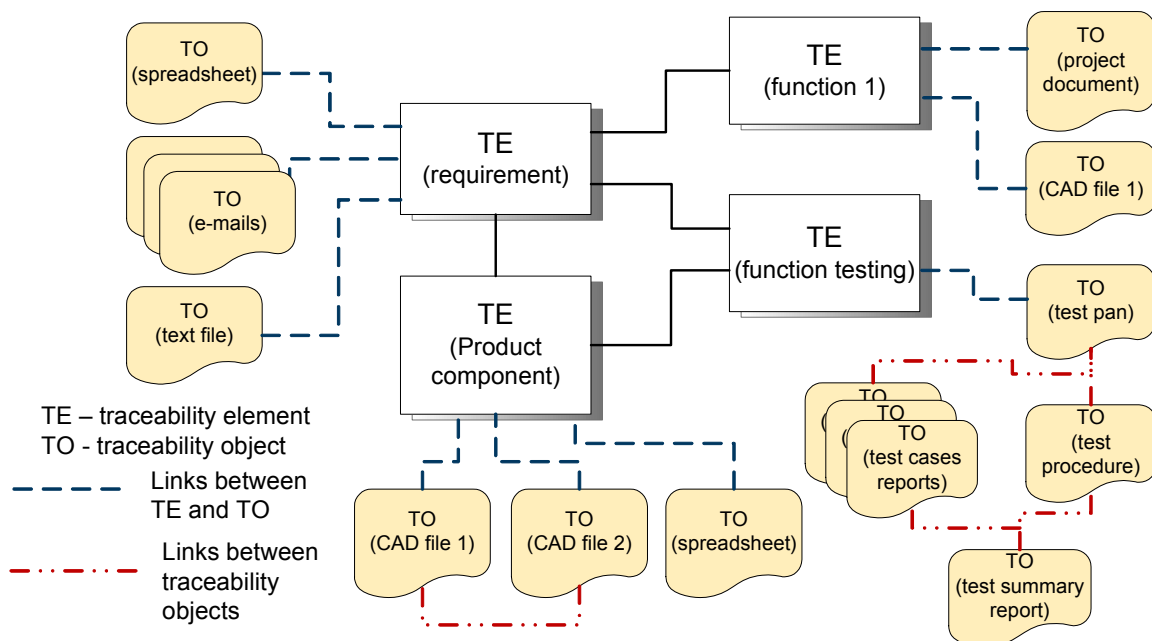 TO
(spreadsheet)
TO
(e-mails)
TO
(text file)
TE
(requirement)
TE
(Product
component)
TE
(function 1)
TE
(function testing)
TO
(project
document)
TO
(CAD file 1)
TO
(test pan)
TO
TO
TO
(test cases
reports)
TO
(test
procedure)
TO
(test summary
report)
TO
(CAD file 1)
TO
(CAD file 2)
TO
(spreadsheet)
TE – traceability element
TO - traceability object
Links between
TE and TO
Links between
traceability
objects